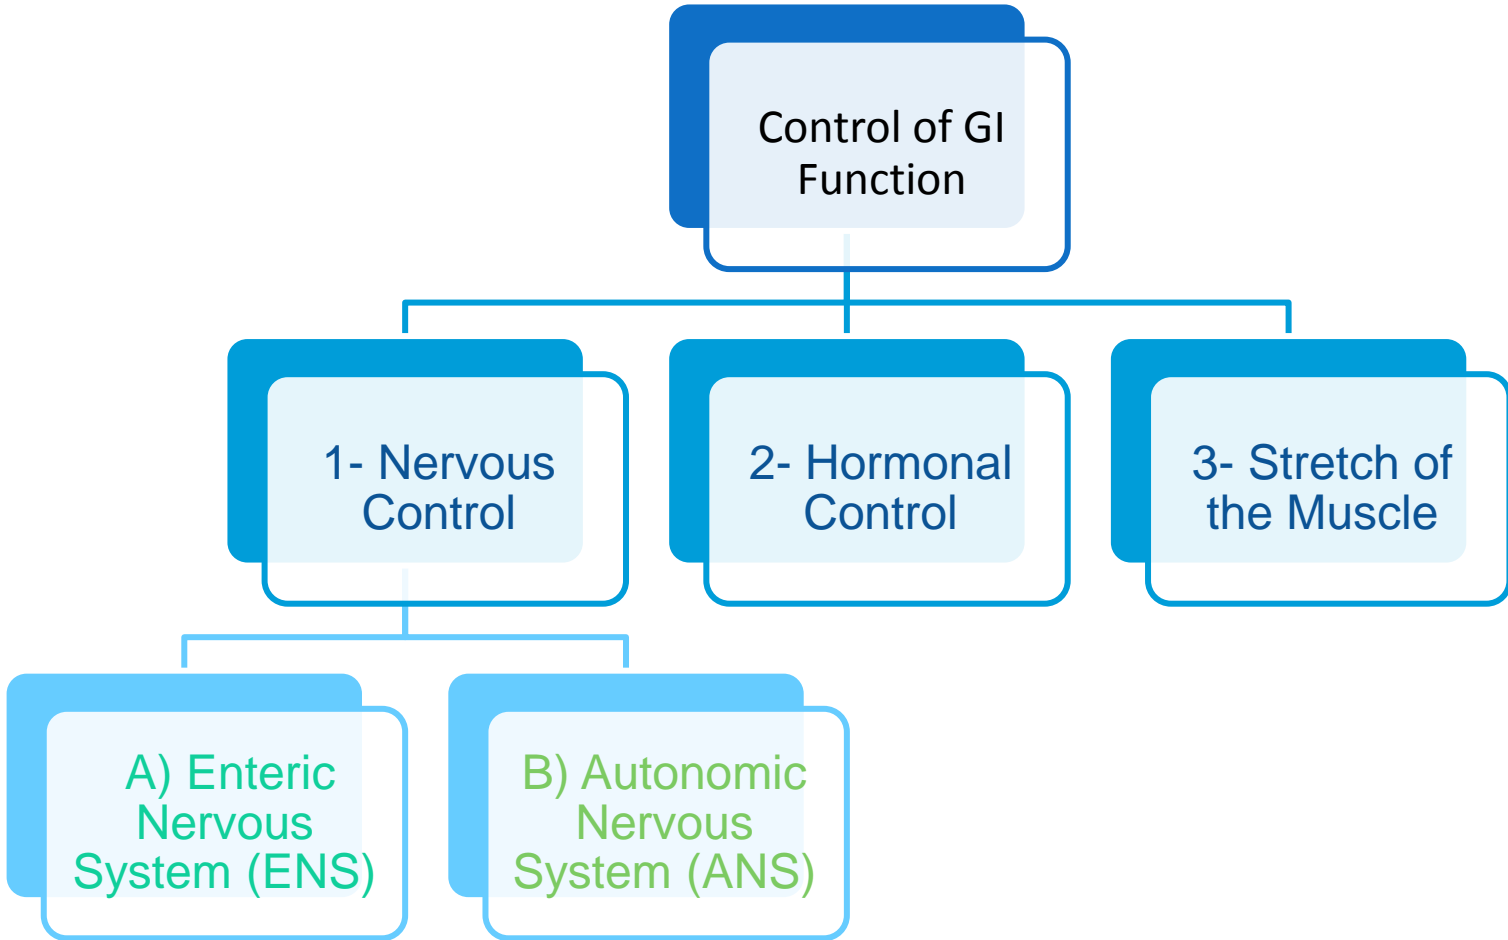 Control of GI
Function
1- Nervous
Control
2- Hormonal
Control
3- Stretch of
the Muscle
A) Enteric
Nervous
System (ENS)
B) Autonomic
Nervous
System (ANS)